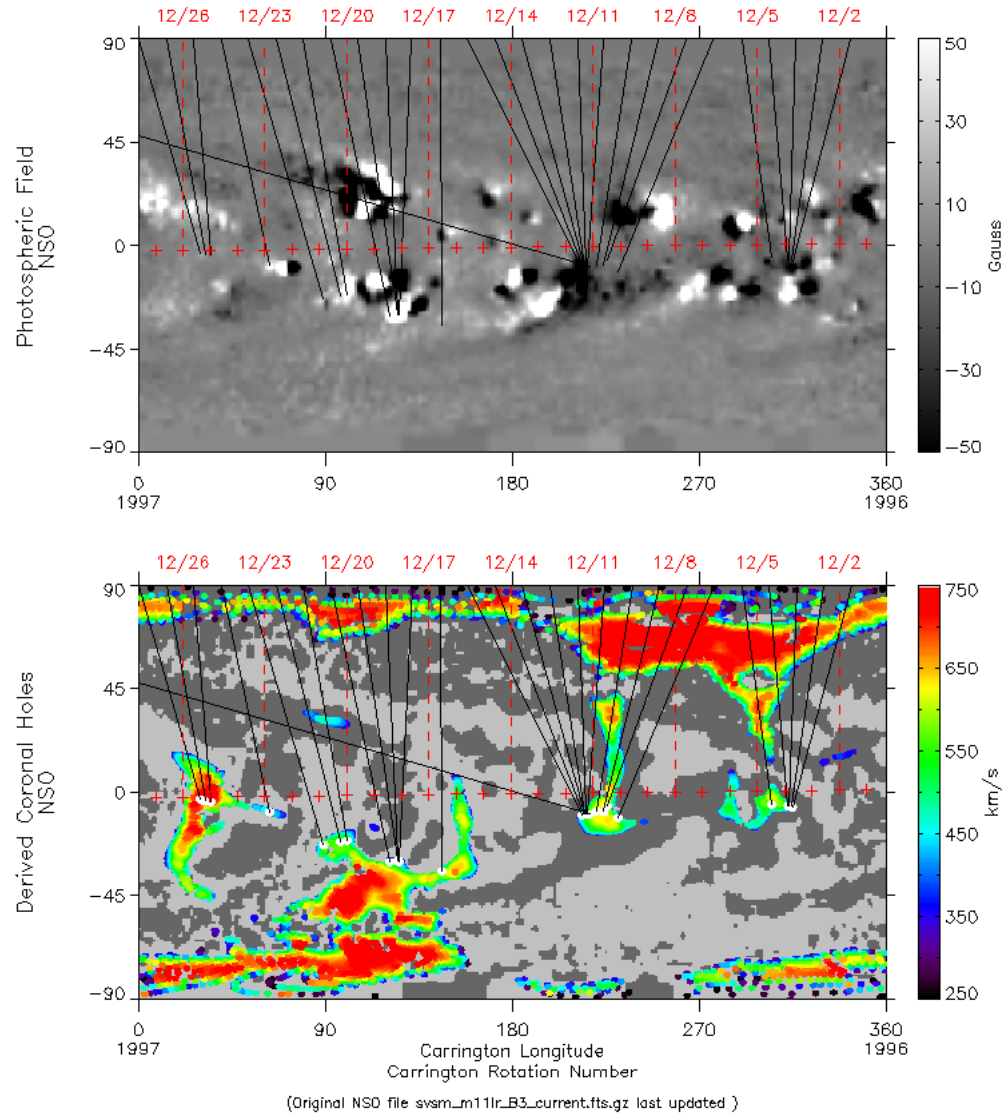 12/26 12/23 12/20 12/17 12/14 12/11 12/8 12/5 12/2
90
45
0
−45
−90
Photospheric Field
NSO
50
30
10
−10
−30
−50
Gauss
0 90 180 270 360
1997 1996
12/26 12/23 12/20 12/17 12/14 12/11 12/8 12/5 12/2
90
45
0
−45
−90
Derived Coronal Holes
NSO
750
650
550
450
350
250
km/s
0 90 180 270 360
1997 1996
Carrington Longitude
Carrington Rotation Number
(Original NSO file svsm_m11lr_B3_current.fts.gz last updated )